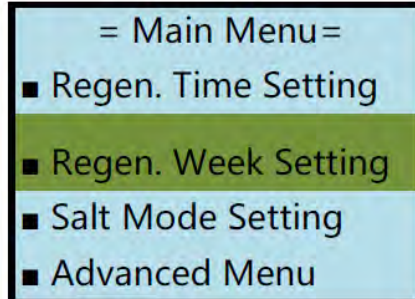 = Main Menu=
■ Regen. Time Setting
■ Regen. Week Setting
■ Salt Mode Setting
■ Advanced Menu